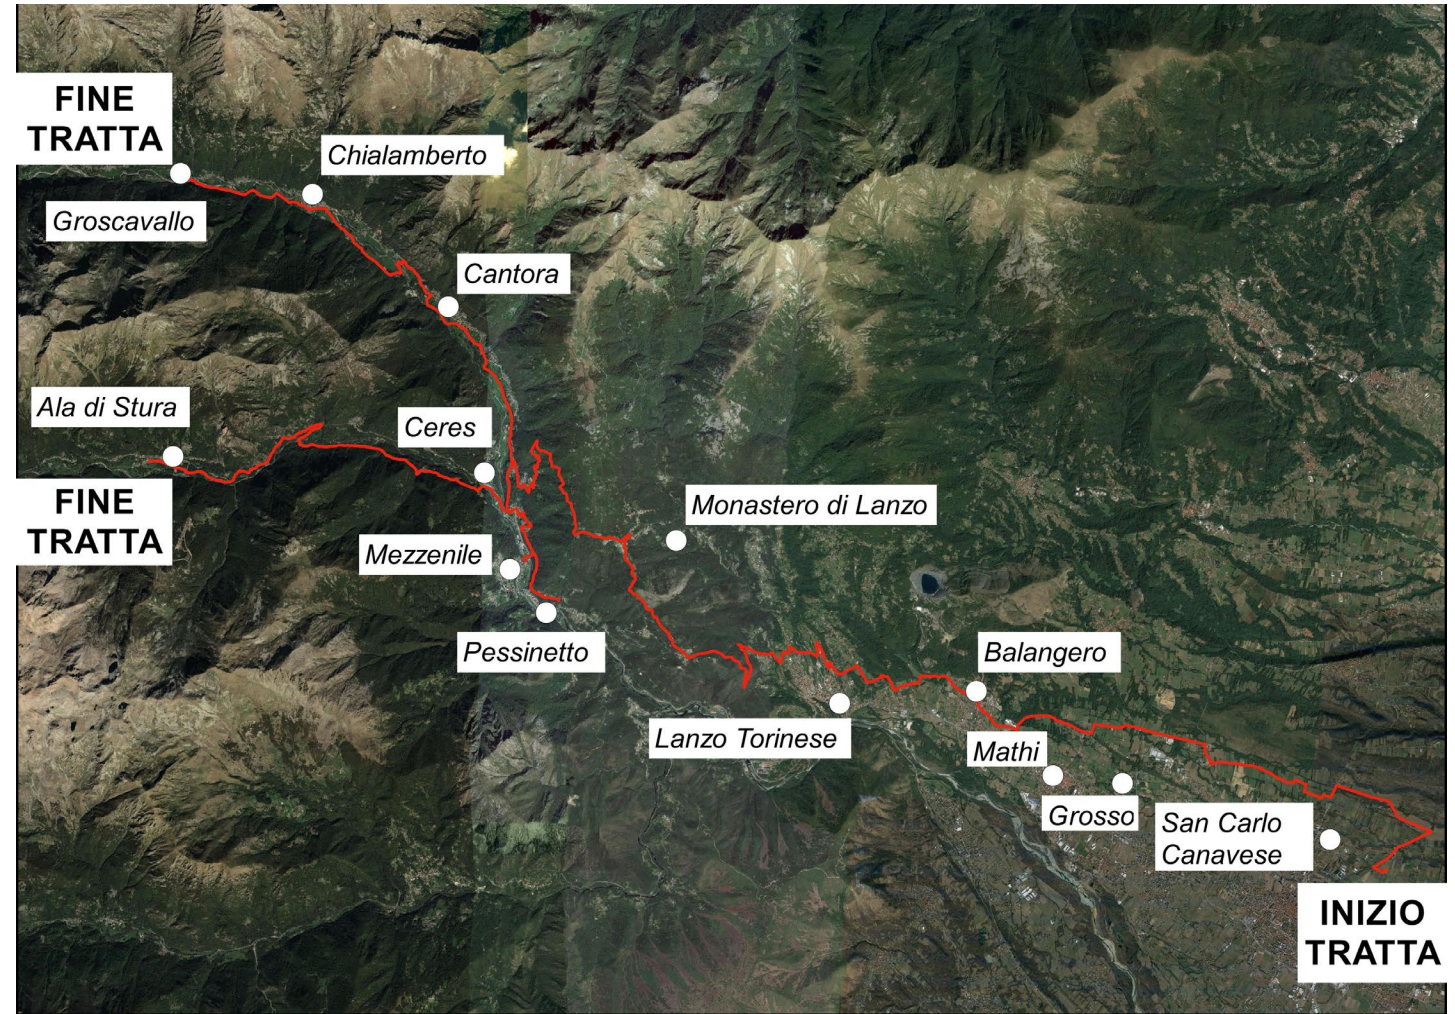 FINE
TRATTA
Chialamberto
Groscavallo
Cantora
Ala di Stura
Ceres
FINE
TRATTA
Monastero di Lanzo
Mezzenile
Pessinetto
Balangero
Lanzo Torinese
Mathi
Grosso
San Carlo
Canavese
INIZIO
TRATTA